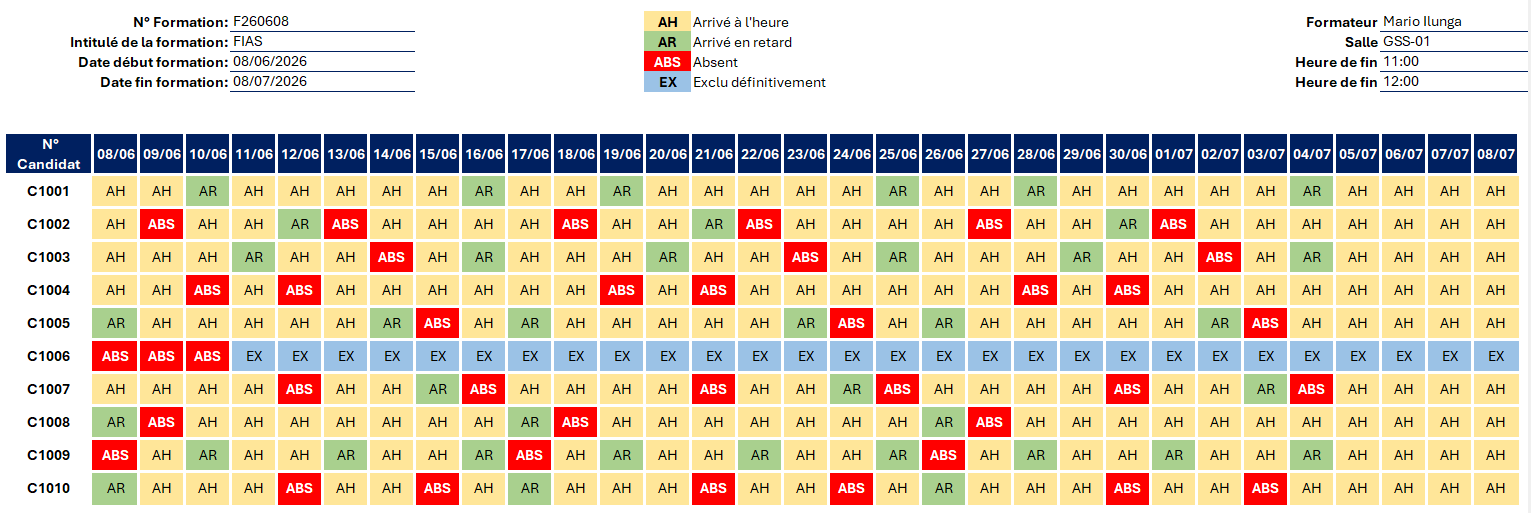 N° Formation: F260608 AH Arrivé à l'heure Formateur Mario Ilunga
Intitulé de la formation: FIAS AR Arrivé en retard Salle GSS-01
Date début formation: 08/06/2026 ABS Absent Heure de fin 11:00
Date fin formation: 08/07/2026 EX Exclu définitivement Heure de fin 12:00
N° Candidat 08/06 09/06 10/06 11/06 12/06 13/06 14/06 15/06 16/06 17/06 18/06 19/06 20/06 21/06 22/06 23/06 24/06 25/06 26/06 27/06 28/06 29/06 30/06 01/07 02/07 03/07 04/07 05/07 06/07 07/07 08/07
C1001 AH AH AR AH AH AH AH AH AR AH AH AR AH AH AH AH AH AR AH AH AR AH AH AH AH AH AR AH AH AH AH
C1002 AH ABS AH AH AR ABS AH AH AH AH ABS AH AH AR ABS AH AH AH AH ABS AH AH AR ABS AH AH AH AH AH AH AH
C1003 AH AH AH AR AH AH ABS AH AR AH AH AH AR AH AH ABS AH AR AH AH AH AR AH AH ABS AH AR AH AH AH AH
C1004 AH AH ABS AH ABS AH AH AH AH AH AH ABS AH ABS AH AH AH AH AH AH ABS AH ABS AH AH AH AH AH AH AH AH
C1005 AR AH AH AH AH AH AR ABS AH AR AH AH AH AH AH AR ABS AH AR AH AH AH AH AH AR ABS AH AH AH AH AH
C1006 ABS ABS ABS EX EX EX EX EX EX EX EX EX EX EX EX EX EX EX EX EX EX EX EX EX EX EX EX EX EX EX EX
C1007 AH AH AH AH ABS AH AH AR ABS AH AH AH AH ABS AH AH AR ABS AH AH AH AH ABS AH AH AR ABS AH AH AH AH
C1008 AR ABS AH AH AH AH AH AH AH AR ABS AH AH AH AH AH AH AH AR ABS AH AH AH AH AH AH AH AH AH AH AH
C1009 ABS AH AR AH AH AR AH AH AR ABS AH AR AH AH AR AH AH AR ABS AH AR AH AH AR AH AH AR AH AH AH AH
C1010 AR AH AH AH ABS AH AH ABS AH AR AH AH AH ABS AH AH ABS AH AR AH AH AH ABS AH AH ABS AH AH AH AH AH